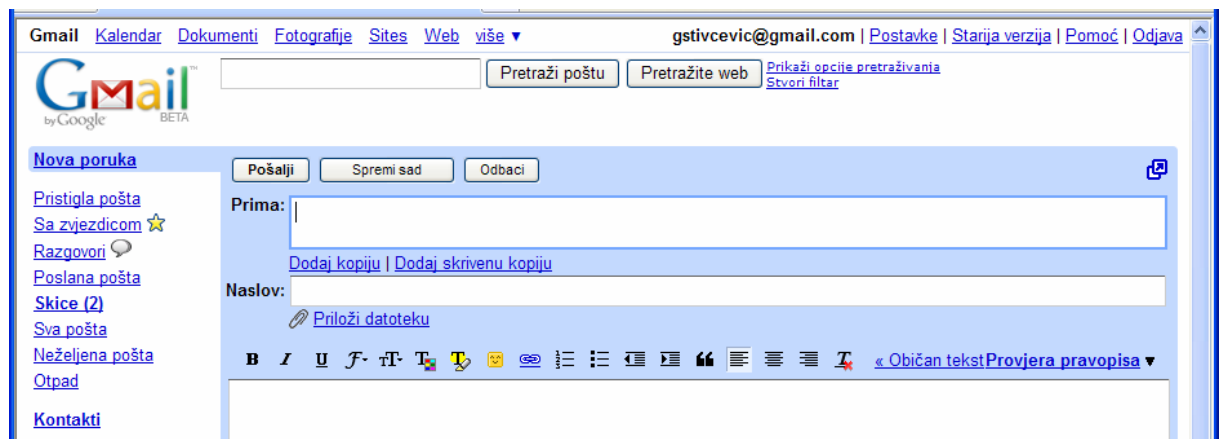 Gmail Kalendar Dokumenti Fotografije Sites Web više ▼ gstivcevic@gmail.com | Postavke | Starija verzija | Pomoć | Odjava
Gmail™
by Google BETA
Pretraži poštu Pretražite web Prikaži opcije pretraživanja
Stvori filtar
Nova poruka
Pošalji Spremi sad Odbaci
Pristigla pošta
Sa zvjezdicom
Razgovori
Poslana pošta
Skice (2)
Sva pošta
Neželjena pošta
Otpad
Kontakti
Prima:
Dodaj kopiju | Dodaj skrivenu kopiju
Naslov:
Priloži datoteku
B I U F T T T T « Običan tekst Provjera pravopisa ▼